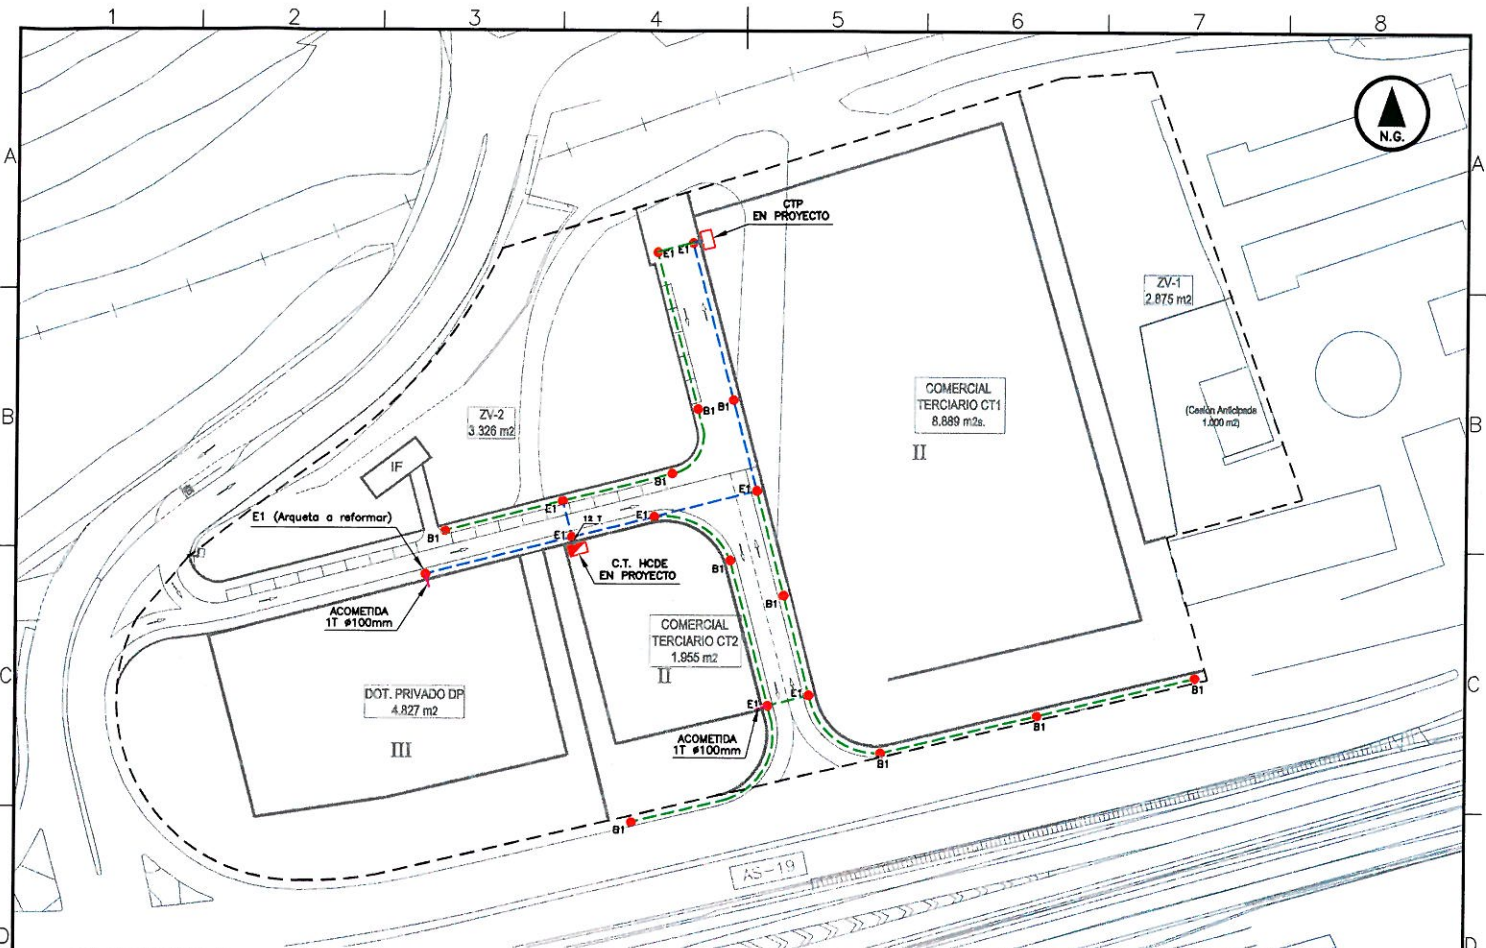 1 2 3 4 5 6 7 8
A
A
N.G.
CTP
EN PROYECTO
E1
E1
ZV-1
2.875 m2
COMERCIAL
TERCIARIO CT1
8.889 m2s.
II
(Cesión Anticipada
1.000 m2)
B
B
ZV-2
3.326 m2
B1
B1
IF
B1
E1
E1
E1 (Arqueta a reformar)
B1
12 T
E1
E1
C.T. HCDE
EN PROYECTO
B1
B1
ACOMETIDA
1T ø100mm
COMERCIAL
TERCIARIO CT2
1.955 m2
II
C
C
DOT. PRIVADO DP
4.827 m2
III
E1
E1
B1
ACOMETIDA
1T ø100mm
B1
B1
B1
AS-19
D
D